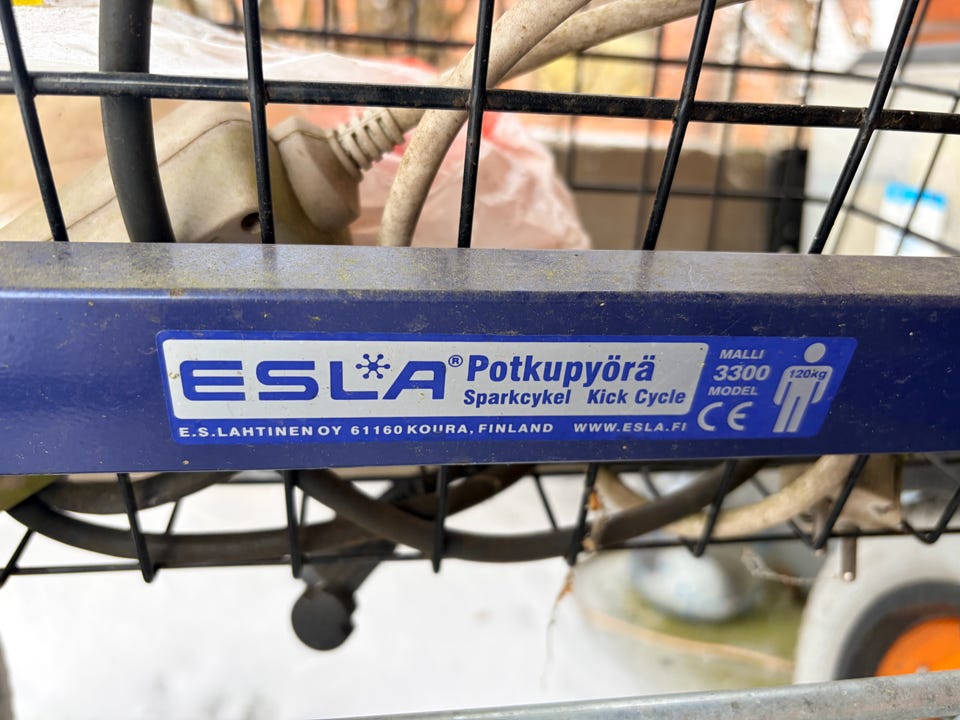 ESLA® Potkupyörä
Sparkcykel Kick Cycle
MALLI
3300
MODEL
CE
120kg
E.S.LAHTINEN OY 61160 KOURA, FINLAND WWW.ESLA.FI